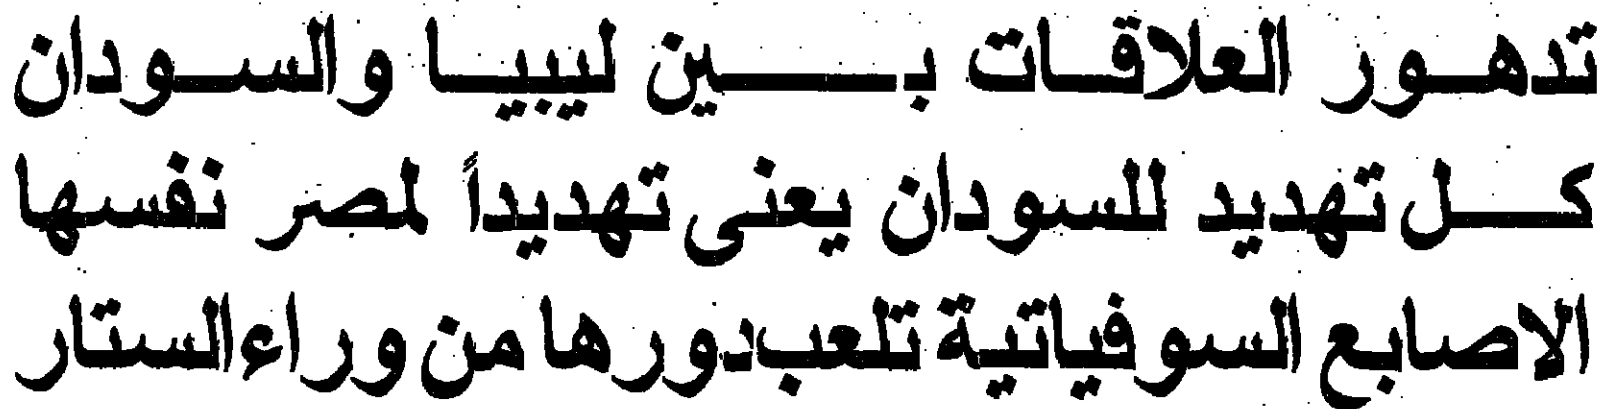 تدهور العلاقات بين ليبيا والسودان
كل تهديد للسودان يعنى تهديداً لمصر نفسها
الاصابع السوفياتية تلعب دورها من وراء الستار